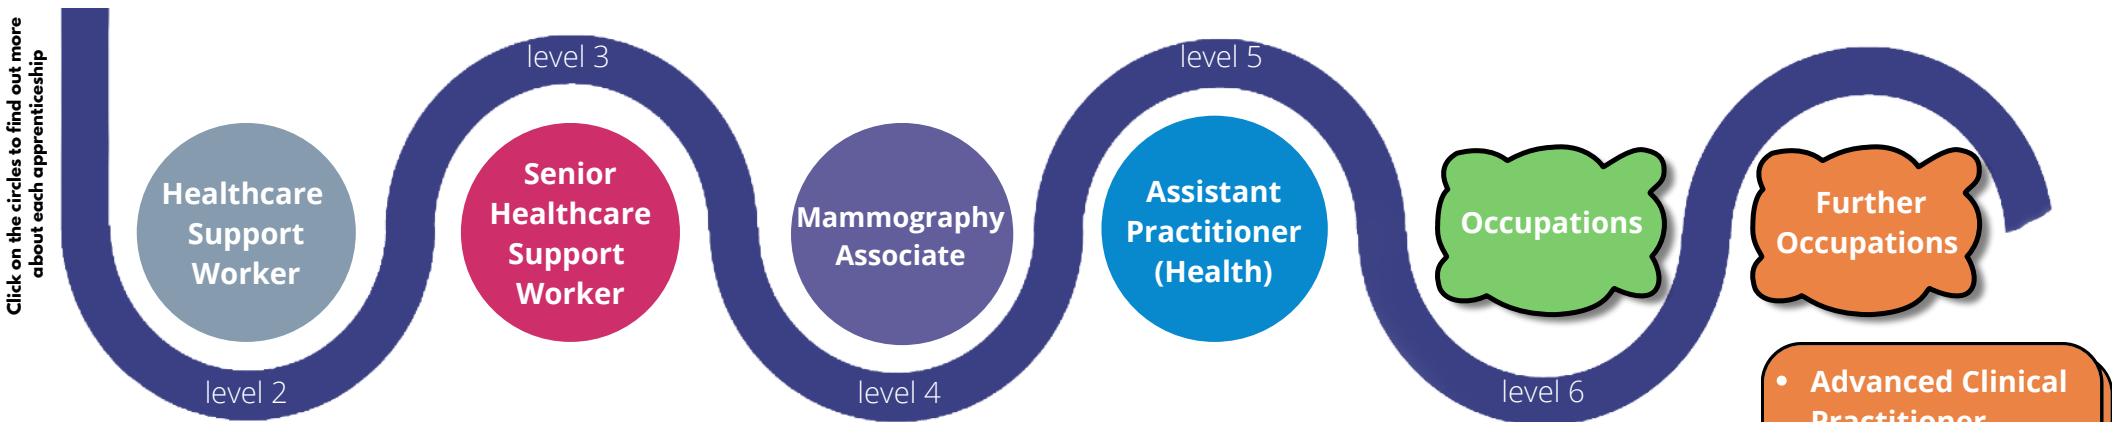 Click on the circles to find out more
about each apprenticeship
level 3
level 5
Healthcare
Support
Worker
Senior
Healthcare
Support
Worker
Mammography
Associate
Assistant
Practitioner
(Health)
Occupations
Further
Occupations
level 2
level 4
level 6
• Advanced Clinical
Practitioner